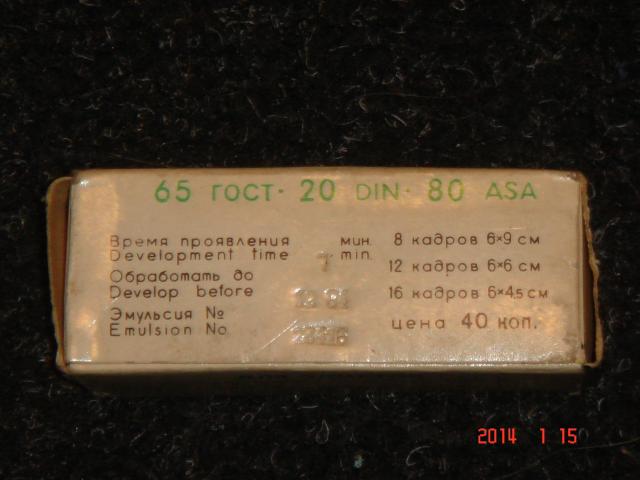 65 ГОСТ· 20 DIN· 80 ASA
Время проявления мин.
Development time 7 min.
Обработать до
Develop before
Эмульсия №
Emulsion No.
8 кадров 6×9 см
12 кадров 6×6 см
16 кадров 6×4,5 см
цена 40 коп.
2014 1 15